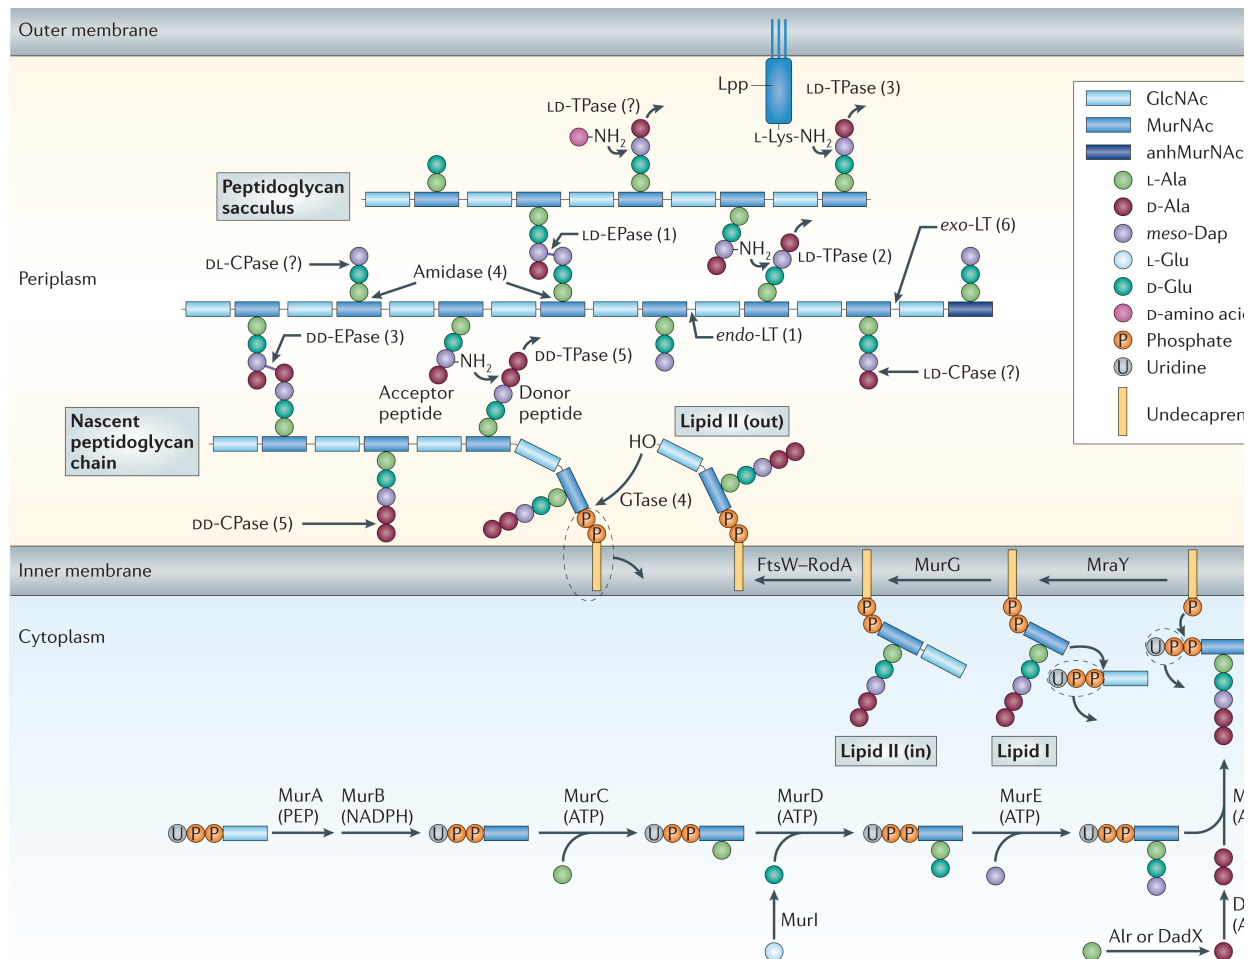 Outer membrane
Lpp
LD-TPase (?)
LD-TPase (3)
NH2
L-Lys-NH2
GlcNAc
MurNAc
anhMurNAc
L-Ala
D-Ala
meso-Dap
L-Glu
D-Glu
D-amino acid
P Phosphate
U Uridine
Undecapren
Peptidoglycan
sacculus
LD-EPase (1)
NH2
LD-TPase (2)
exo-LT (6)
Periplasm
DL-CPase (?)
Amidase (4)
DD-EPase (3)
NH2
DD-TPase (5)
endo-LT (1)
LD-CPase (?)
Acceptor
peptide
Donor
peptide
Nascent
peptidoglycan
chain
HO
Lipid II (out)
GTase (4)
DD-CPase (5)
P
P
P
P
Inner membrane
FtsW–RodA
MurG
MraY
Cytoplasm
P
P
P
P
P
U P P
U P P
Lipid II (in)
Lipid I
U P P
MurA
(PEP)
MurB
(NADPH)
U P P
MurC
(ATP)
U P P
MurD
(ATP)
U P P
MurE
(ATP)
U P P
M
(A
MurI
Alr or DadX
D
(A